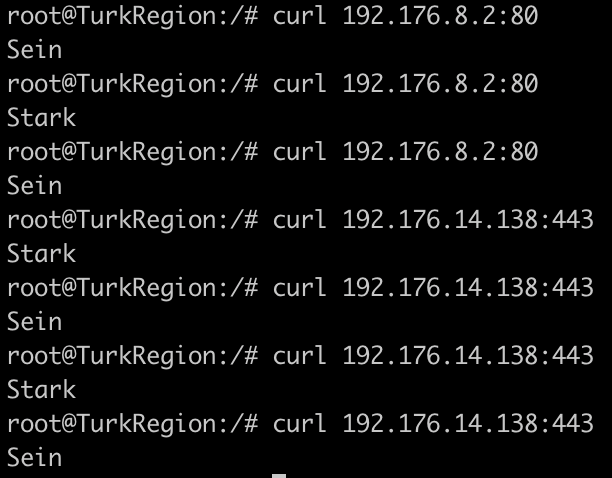 root@TurkRegion:/# curl 192.176.8.2:80
Sein
root@TurkRegion:/# curl 192.176.8.2:80
Stark
root@TurkRegion:/# curl 192.176.8.2:80
Sein
root@TurkRegion:/# curl 192.176.14.138:443
Stark
root@TurkRegion:/# curl 192.176.14.138:443
Sein
root@TurkRegion:/# curl 192.176.14.138:443
Stark
root@TurkRegion:/# curl 192.176.14.138:443
Sein